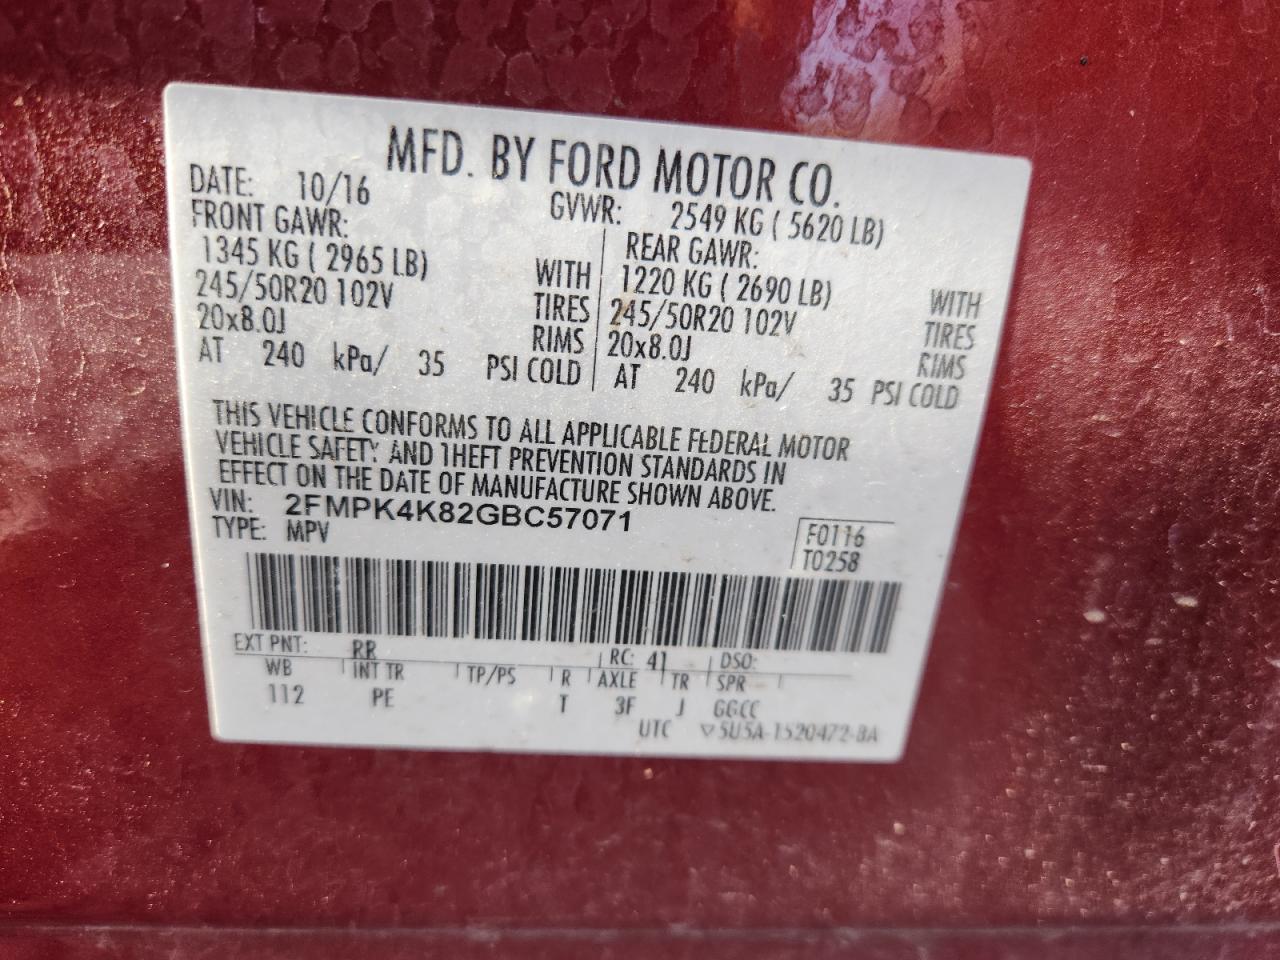 MFD. BY FORD MOTOR CO.
DATE: 10/16 GVWR: 2549 KG ( 5620 LB)
FRONT GAWR: REAR GAWR:
1345 KG ( 2965 LB) WITH 1220 KG ( 2690 LB) WITH
245/50R20 102V TIRES 245/50R20 102V TIRES
20x8.0J RIMS 20x8.0J RIMS
AT 240 kPa/ 35 PSI COLD AT 240 kPa/ 35 PSI COLD
THIS VEHICLE CONFORMS TO ALL APPLICABLE FEDERAL MOTOR
VEHICLE SAFETY AND THEFT PREVENTION STANDARDS IN
EFFECT ON THE DATE OF MANUFACTURE SHOWN ABOVE.
VIN: 2FMPK4K82GBC57071
TYPE: MPV F0116
T0258
EXT PNT: RR RC: 41 DSO:
WB INT TR TP/PS R AXLE TR SPR
112 PE T 3F J GGCC
UTC ▽5U5A-1520472-BA